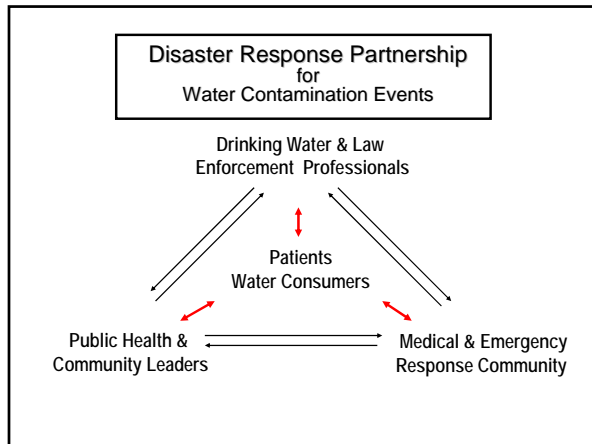 Disaster Response Partnership
for
Water Contamination Events
Drinking Water & Law
Enforcement Professionals
Patients
Water Consumers
Public Health &
Community Leaders
Medical & Emergency
Response Community